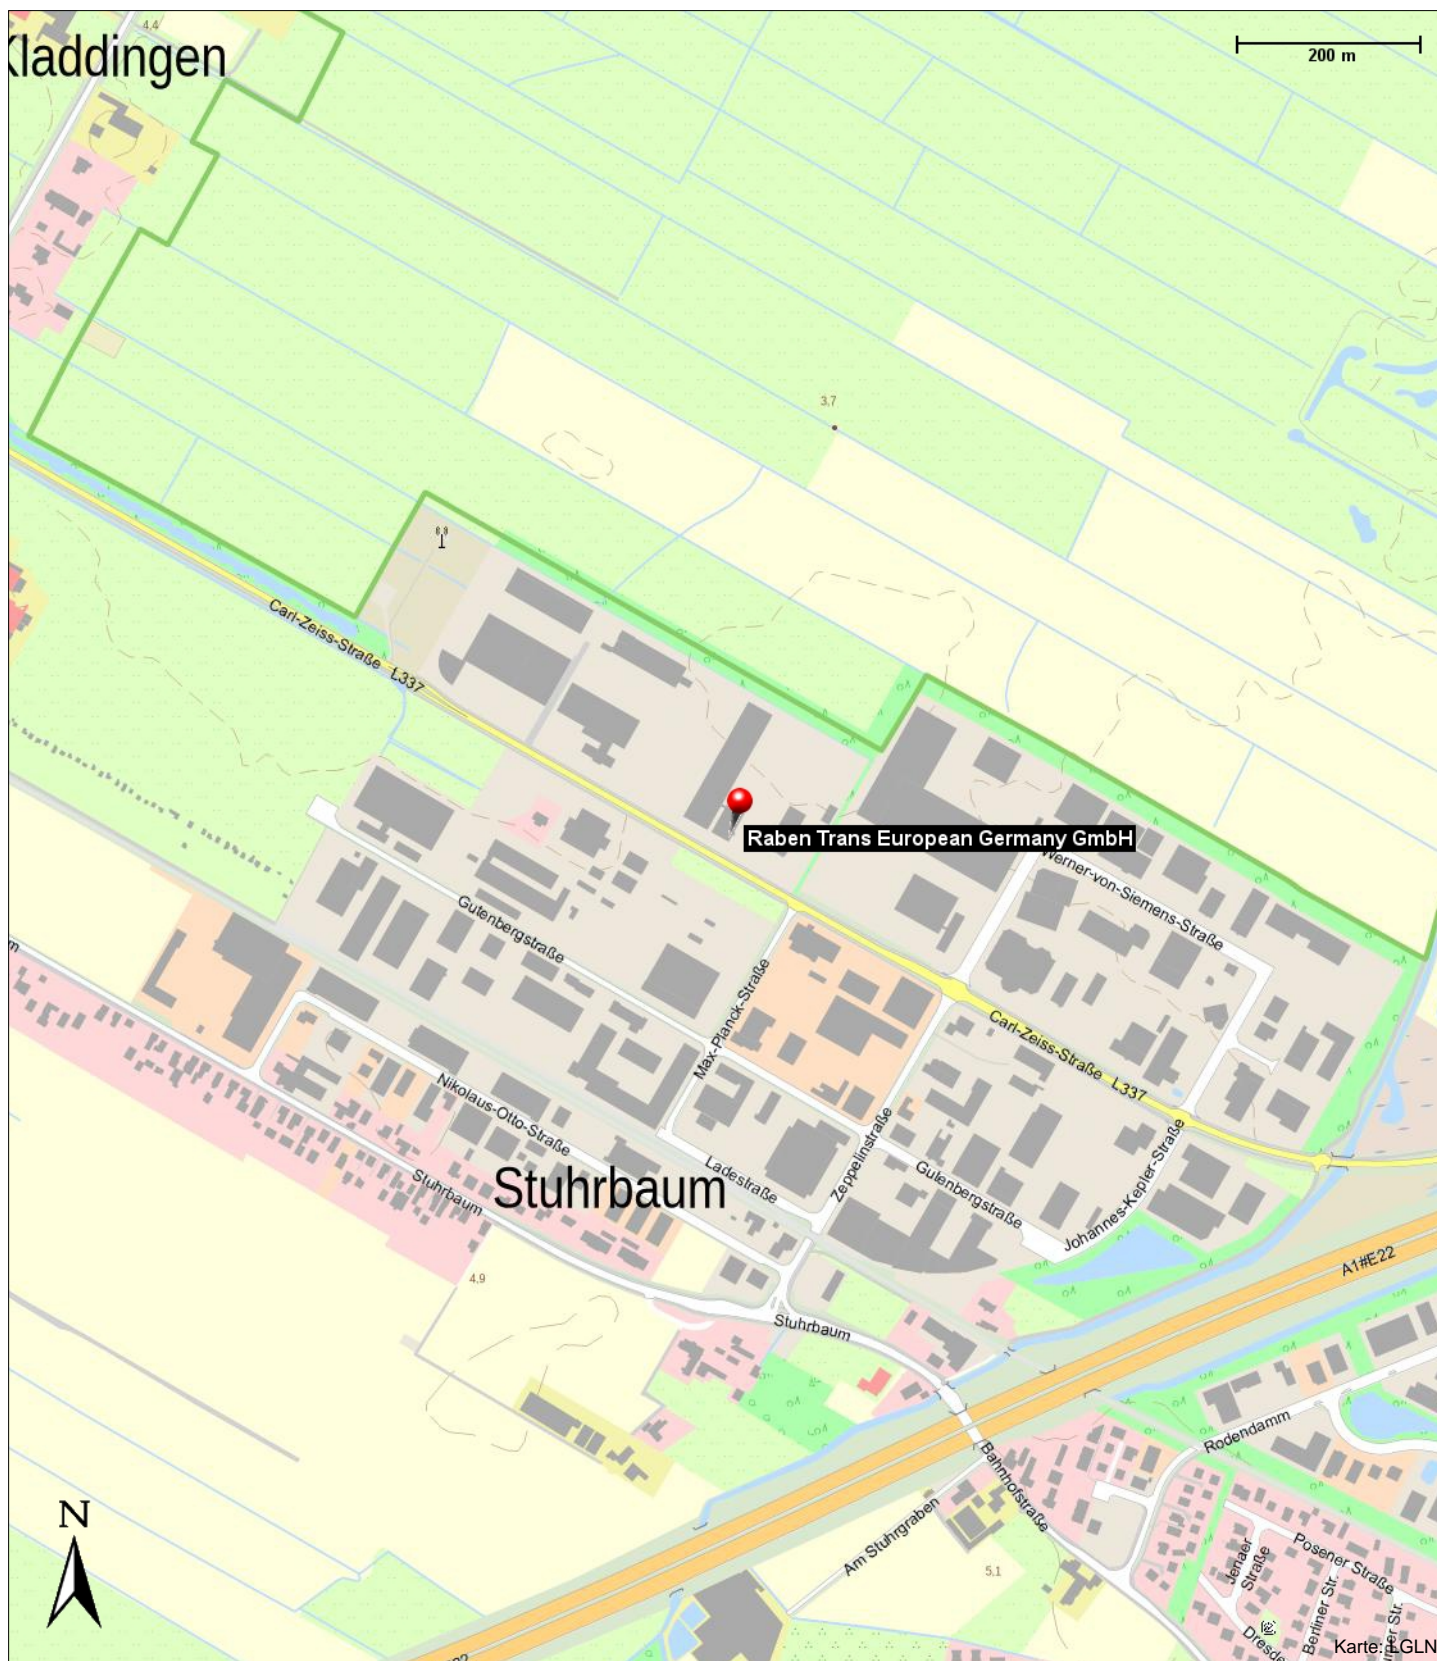 Kladdingen
4,4
200 m
3,7
Carl-Zeiss-Straße L337
Raben Trans European Germany GmbH
Werner-von-Siemens-Straße
Gutenbergstraße
Max-Planck-Straße
Carl-Zeiss-Straße L337
Nikolaus-Otto-Straße
Stuhrbaum
Stuhrbaum
Ladestraße
Zeppelinstraße
Gutenbergstraße
Johannes-Kepler-Straße
A1#E22
4,9
Stuhrbaum
Rodendamm
Bahnhofstraße
Am Stuhrgraben
5,1
N
Jenaer
Straße
Posener Straße
Berliner Str.
Dresde
Karte: LGLN